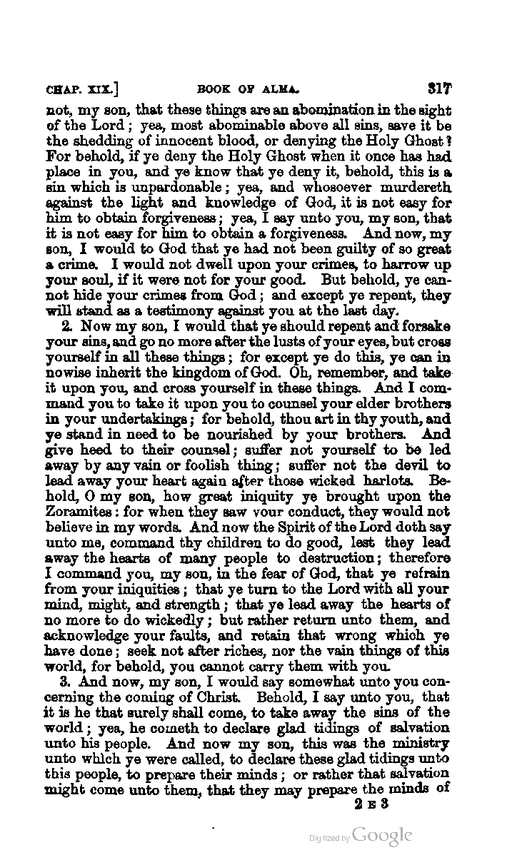 CHAP. XIX.] BOOK OF ALMA. 317
not, my son, that these things are an abomination in the sight
of the Lord; yea, most abominable above all sins, save it be
the shedding of innocent blood, or denying the Holy Ghost?
For behold, if ye deny the Holy Ghost when it once has had
place in you, and ye know that ye deny it, behold, this is a
sin which is unpardonable; yea, and whosoever murdereth
against the light and knowledge of God, it is not easy for
him to obtain forgiveness; yea, I say unto you, my son, that
it is not easy for him to obtain a forgiveness. And now, my
son, I would to God that ye had not been guilty of so great
a crime. I would not dwell upon your crimes, to harrow up
your soul, if it were not for your good. But behold, ye can-
not hide your crimes from God; and except ye repent, they
will stand as a testimony against you at the last day.
2. Now my son, I would that ye should repent and forsake
your sins, and go no more after the lusts of your eyes, but cross
yourself in all these things; for except ye do this, ye can in
nowise inherit the kingdom of God. Oh, remember, and take
it upon you, and cross yourself in these things. And I com-
mand you to take it upon you to counsel your elder brothers
in your undertakings; for behold, thou art in thy youth, and
ye stand in need to be nourished by your brothers. And
give heed to their counsel; suffer not yourself to be led
away by any vain or foolish thing; suffer not the devil to
lead away your heart again after those wicked harlots. Be-
hold, O my son, how great iniquity ye brought upon the
Zoramites: for when they saw your conduct, they would not
believe in my words. And now the Spirit of the Lord doth say
unto me, command thy children to do good, lest they lead
away the hearts of many people to destruction; therefore
I command you, my son, in the fear of God, that ye refrain
from your iniquities; that ye turn to the Lord with all your
mind, might, and strength; that ye lead away the hearts of
no more to do wickedly; but rather return unto them, and
acknowledge your faults, and retain that wrong which ye
have done; seek not after riches, nor the vain things of this
world, for behold, you cannot carry them with you.
3. And now, my son, I would say somewhat unto you con-
cerning the coming of Christ. Behold, I say unto you, that
it is he that surely shall come, to take away the sins of the
world; yea, he cometh to declare glad tidings of salvation
unto his people. And now my son, this was the ministry
unto which ye were called, to declare these glad tidings unto
this people, to prepare their minds; or rather that salvation
might come unto them, that they may prepare the minds of
2 E 3
Digitized by Google